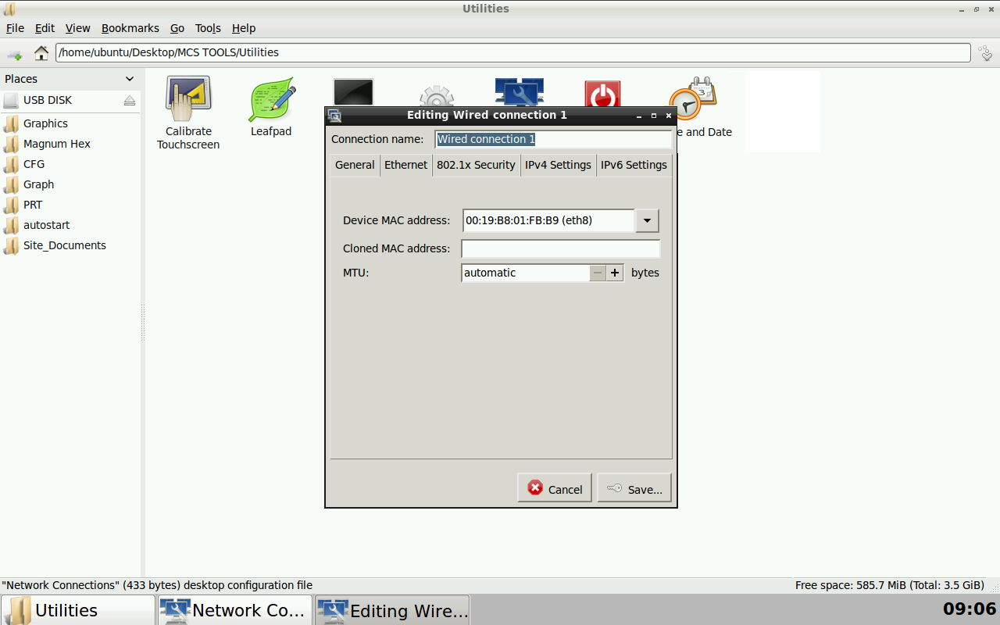 Utilities
File Edit View Bookmarks Go Tools Help
/home/ubuntu/Desktop/MCS TOOLS/Utilities
Places
USB DISK
Graphics
Magnum Hex
CFG
Graph
PRT
autostart
Site_Documents
Calibrate
Touchscreen
Leafpad
3
e and Date
Editing Wired connection 1
Connection name: Wired connection 1
General Ethernet 802.1x Security IPv4 Settings IPv6 Settings
Device MAC address: 00:19:B8:01:FB:B9 (eth8)
Cloned MAC address:
MTU: automatic bytes
Cancel Save...
"Network Connections" (433 bytes) desktop configuration file Free space: 585.7 MiB (Total: 3.5 GiB)
Utilities Network Co... Editing Wire... 09:06